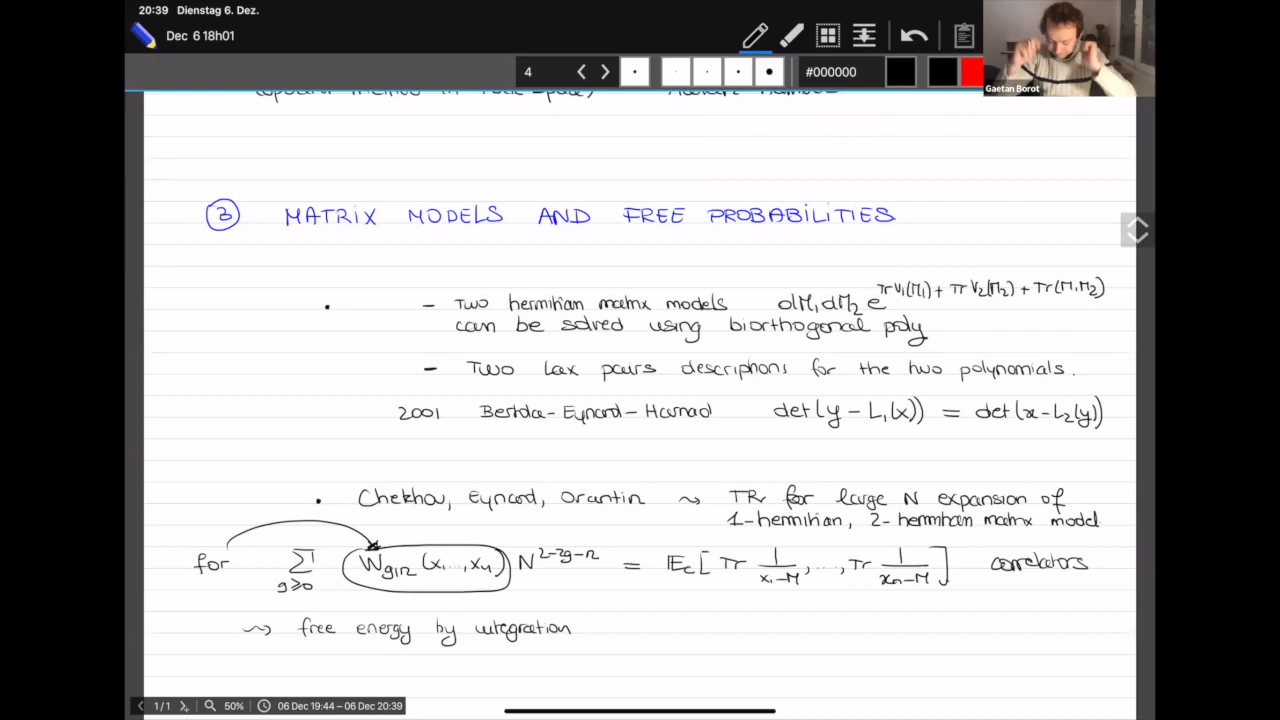 20:39 Dienstag 6. Dez.
Dec 6 18h01
4
#000000
Gaetan Borot
③ MATRIX MODELS AND FREE PROBABILITIES
• – Two hermitian matrix models dM₁dM₂ e^{Tr V₁(M₁) + Tr V₂(M₂) + Tr(M₁M₂)}
can be solved using biorthogonal poly
– Two Lax pairs descriptions for the two polynomials.
2001 Bertola-Eynard-Harnad det(y – L₁(x)) = det(x – L₂(y))
• Chekhov, Eynard, Orantin ⇝ TR for large N expansion of
1-hermitian, 2-hermitian matrix model
for ∑_{g≥0} W_{g,n}(x₁...,xₙ) N^{2-2g-n} = 𝔼c[Tr 1/(x₁–M), ..., Tr 1/(xₙ–M)] correlators
⇝ free energy by integration
1/1 50% 06 Dec 19:44 – 06 Dec 20:39